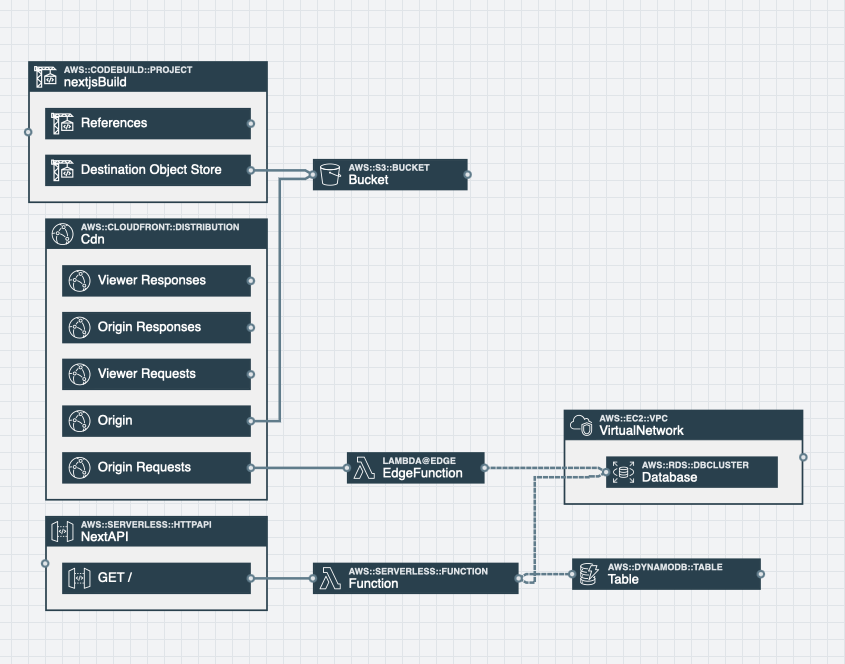 AWS::CODEBUILD::PROJECT
nextjsBuild
References
Destination Object Store
AWS::S3::BUCKET
Bucket
AWS::CLOUDFRONT::DISTRIBUTION
Cdn
Viewer Responses
Origin Responses
Viewer Requests
Origin
Origin Requests
LAMBDA@EDGE
EdgeFunction
AWS::EC2::VPC
VirtualNetwork
AWS::RDS::DBCLUSTER
Database
AWS::SERVERLESS::HTTPAPI
NextAPI
GET /
AWS::SERVERLESS::FUNCTION
Function
AWS::DYNAMODB::TABLE
Table